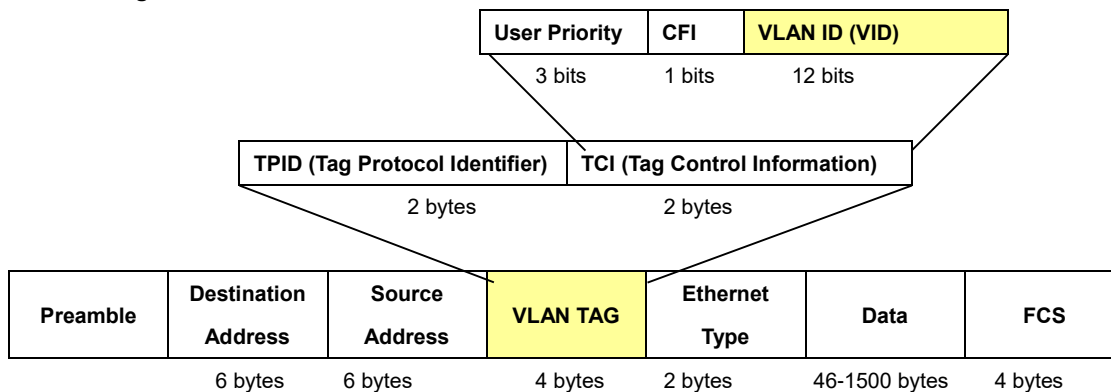 User Priority CFI VLAN ID (VID)
3 bits 1 bits 12 bits
TPID (Tag Protocol Identifier) TCI (Tag Control Information)
2 bytes 2 bytes
Preamble Destination Address Source Address VLAN TAG Ethernet Type Data FCS
6 bytes 6 bytes 4 bytes 2 bytes 46-1500 bytes 4 bytes